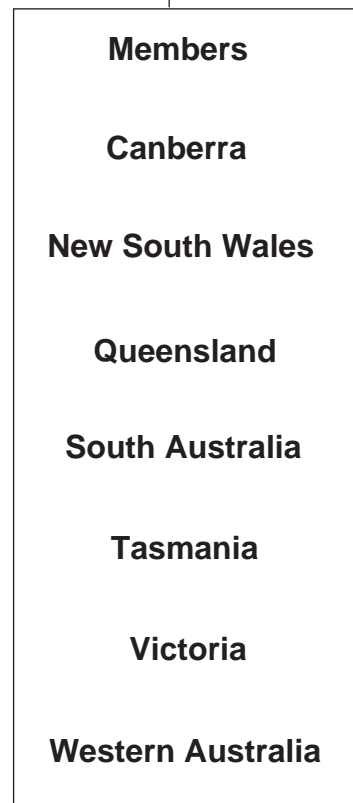 Members
Canberra
New South Wales
Queensland
South Australia
Tasmania
Victoria
Western Australia